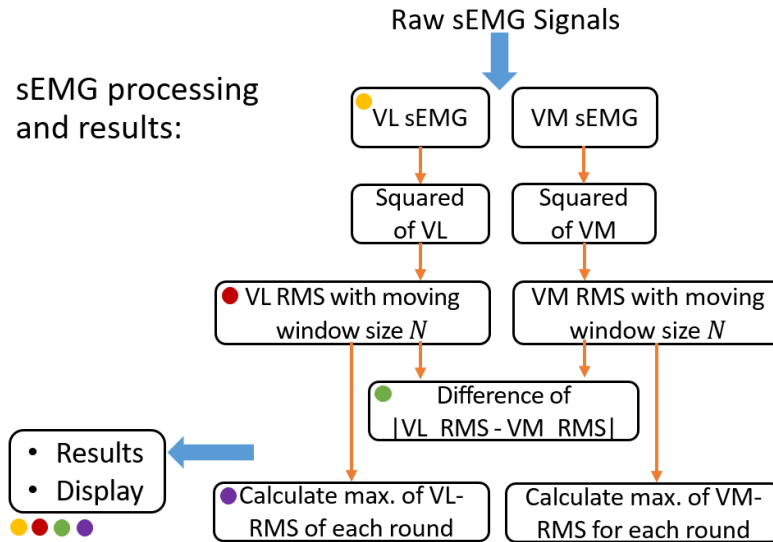 Raw sEMG Signals
sEMG processing
and results:
VL sEMG
VM sEMG
Squared
of VL
Squared
of VM
VL RMS with moving
window size N
VM RMS with moving
window size N
Difference of
|VL RMS - VM RMS|
• Results
• Display
Calculate max. of VL-
RMS of each round
Calculate max. of VM-
RMS for each round